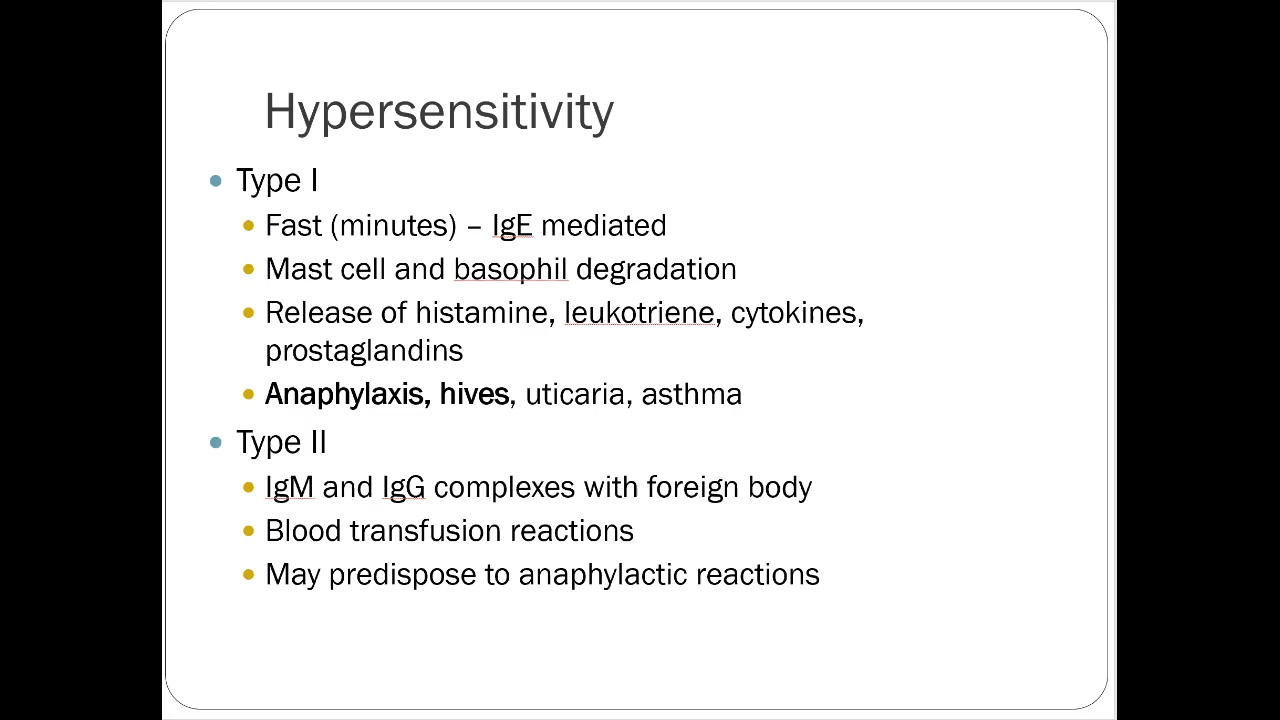 Hypersensitivity
Type I
Fast (minutes) – IgE mediated
Mast cell and basophil degradation
Release of histamine, leukotriene, cytokines,
prostaglandins
Anaphylaxis, hives, uticaria, asthma
Type II
IgM and IgG complexes with foreign body
Blood transfusion reactions
May predispose to anaphylactic reactions